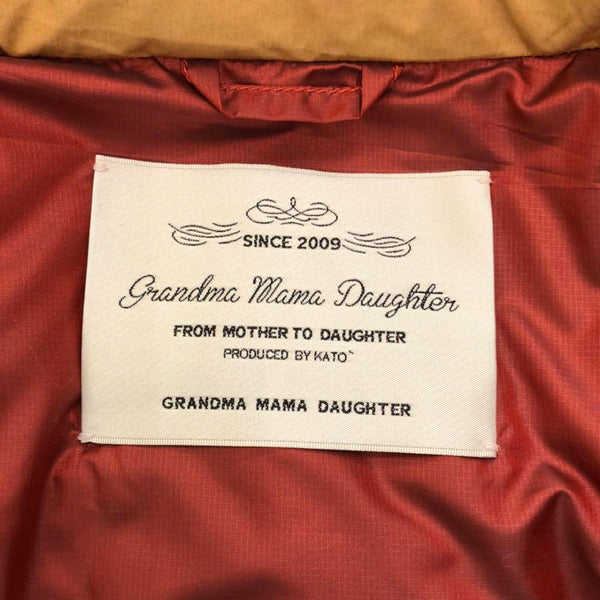 SINCE 2009
Grandma Mama Daughter
FROM MOTHER TO DAUGHTER
PRODUCED BY KATO`
GRANDMA MAMA DAUGHTER